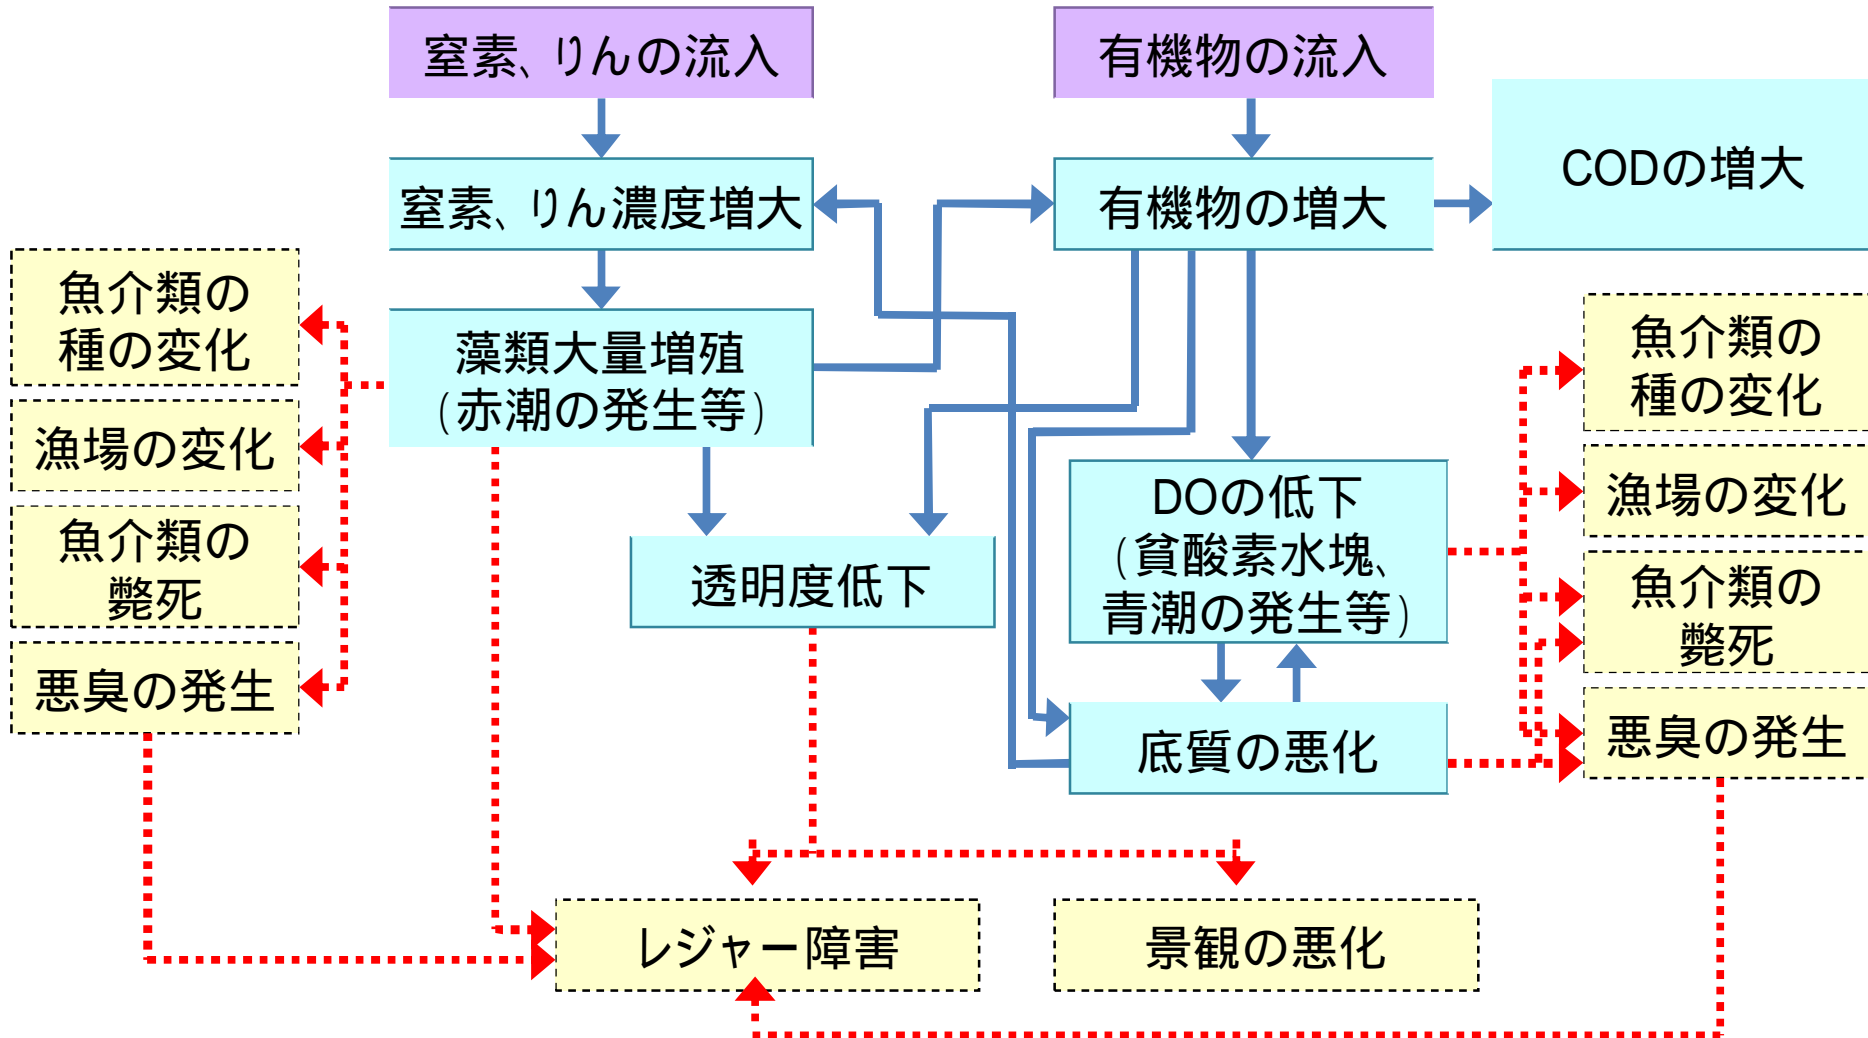 窒素、りんの流入
有機物の流入
CODの増大
窒素、りん濃度増大
有機物の増大
魚介類の
種の変化
藻類大量増殖
(赤潮の発生等)
魚介類の
種の変化
漁場の変化
DOの低下
(貧酸素水塊、
青潮の発生等)
漁場の変化
魚介類の
斃死
透明度低下
魚介類の
斃死
悪臭の発生
底質の悪化
悪臭の発生
レジャー障害
景観の悪化